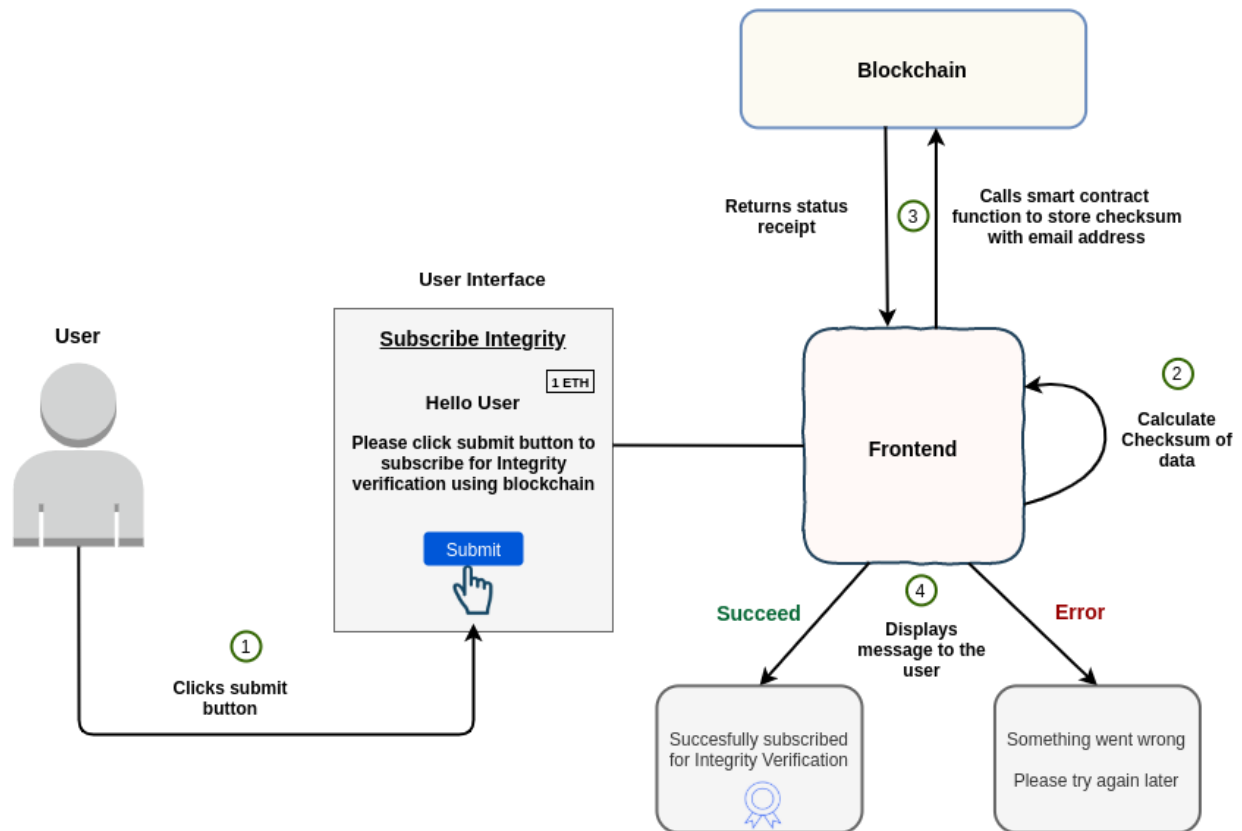 Blockchain
Returns status
receipt
3
Calls smart contract
function to store checksum
with email address
User Interface
User
Subscribe Integrity
1 ETH
Hello User
Please click submit button to
subscribe for Integrity
verification using blockchain
Submit
Frontend
2
Calculate
Checksum of
data
1
Clicks submit
button
Succeed
4
Displays
message to the
user
Error
Succesfully subscribed
for Integrity Verification
Something went wrong
Please try again later